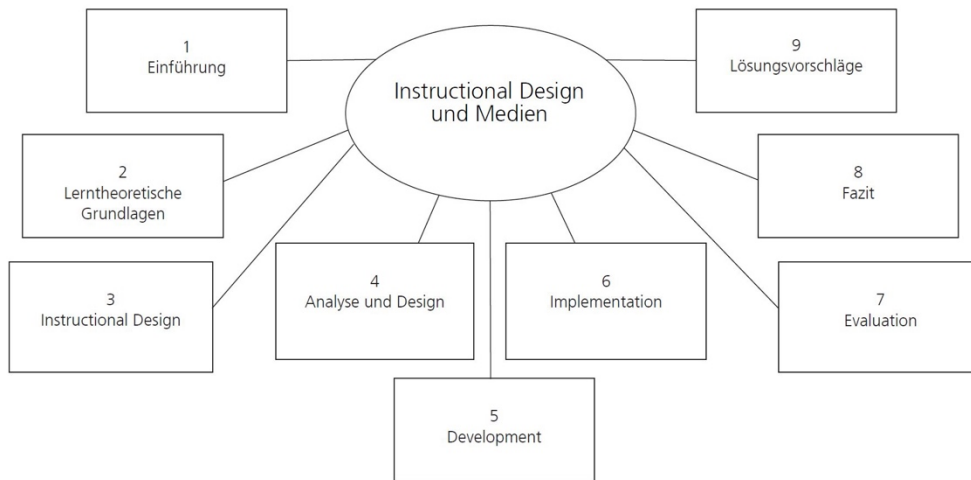 Instructional Design
und Medien
1
Einführung
2
Lerntheoretische
Grundlagen
3
Instructional Design
4
Analyse und Design
5
Development
6
Implementation
7
Evaluation
8
Fazit
9
Lösungsvorschläge